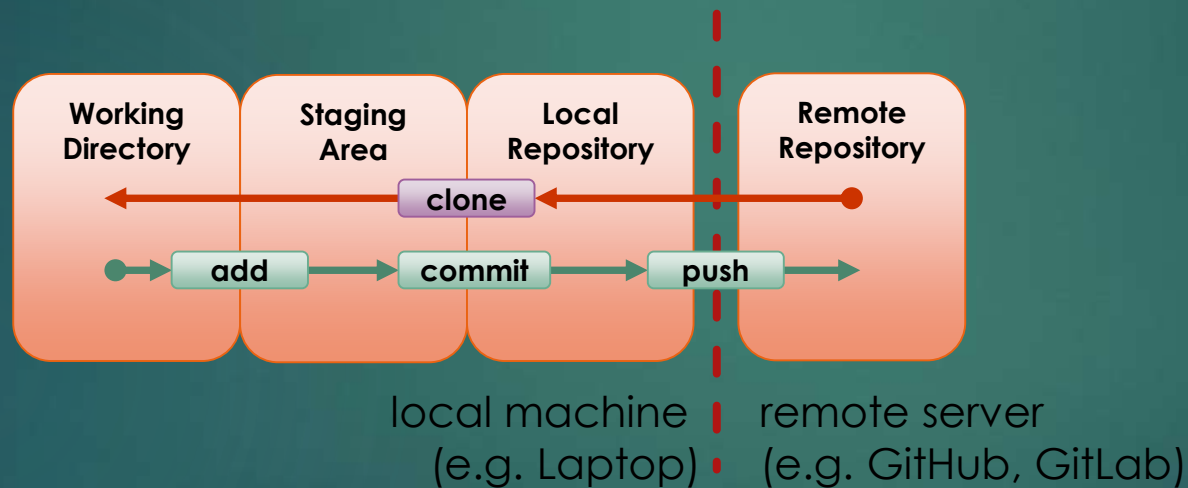 Working
Directory
Staging
Area
Local
Repository
Remote
Repository
clone
add
commit
push
local machine
(e.g. Laptop)
remote server
(e.g. GitHub, GitLab)